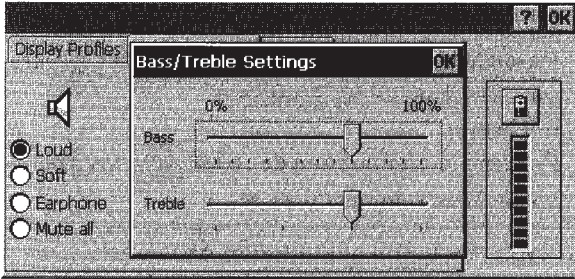 ? OK
Display Profiles
Bass/Treble Settings OK
0% 100%
Bass
Loud
Soft
Earphone
Treble
Mute all